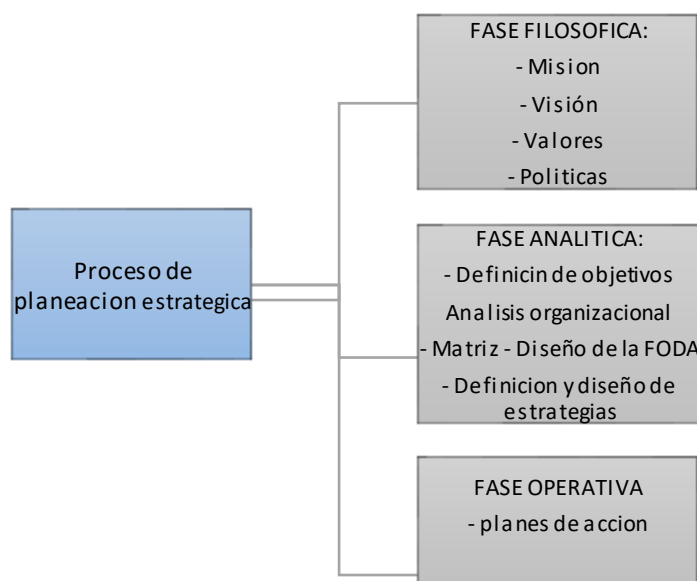 Proceso de
planeacion estrategica
FASE FILOSOFICA:
- Mision
- Visión
- Valores
- Politicas
FASE ANALITICA:
- Definicin de objetivos
Analisis organizacional
- Matriz - Diseño de la FODA
- Definicion y diseño de
estrategias
FASE OPERATIVA
- planes de accion